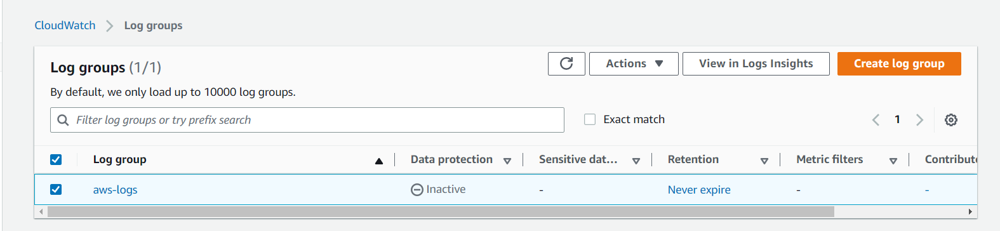 CloudWatch > Log groups
Log groups (1/1)
Actions
View in Logs Insights
Create log group
By default, we only load up to 10000 log groups.
Filter log groups or try prefix search
Exact match
1
Log group Data protection Sensitive dat... Retention Metric filters Contribute
aws-logs Inactive - Never expire - -